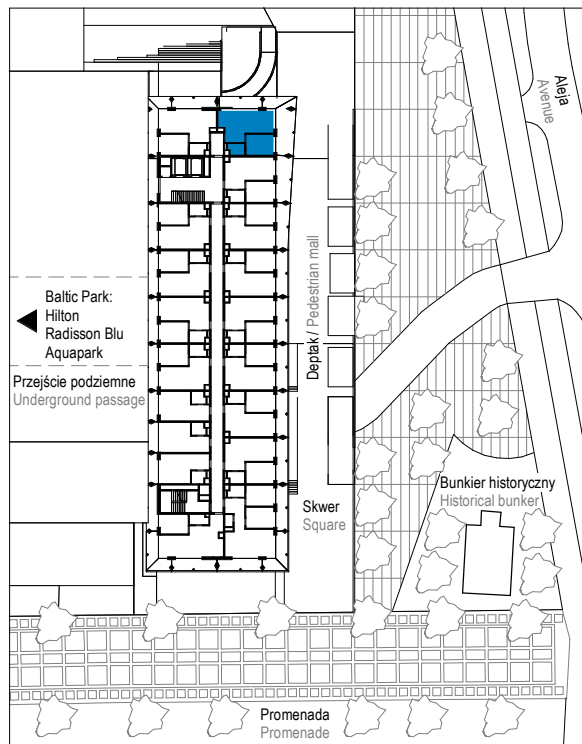 Aleja
Avenue
Baltic Park:
Hilton
Radisson Blu
Aquapark
Przejście podziemne
Underground passage
Deptak / Pedestrian mall
Skwer
Square
Bunkier historyczny
Historical bunker
Promenada
Promenade